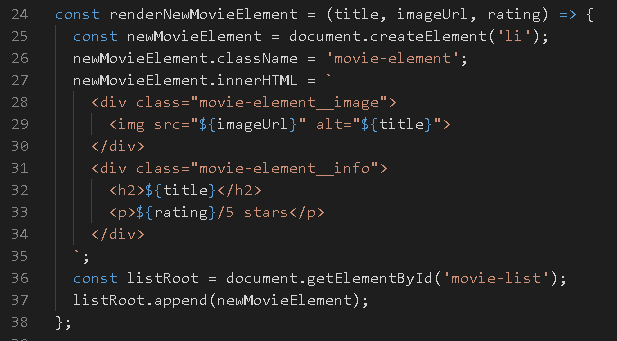 24 const renderNewMovieElement = (title, imageUrl, rating) => {
25   const newMovieElement = document.createElement('li');
26   newMovieElement.className = 'movie-element';
27   newMovieElement.innerHTML = `
28     <div class="movie-element__image">
29       <img src="${imageUrl}" alt="${title}">
30     </div>
31     <div class="movie-element__info">
32       <h2>${title}</h2>
33       <p>${rating}/5 stars</p>
34     </div>
35   `;
36   const listRoot = document.getElementById('movie-list');
37   listRoot.append(newMovieElement);
38 };